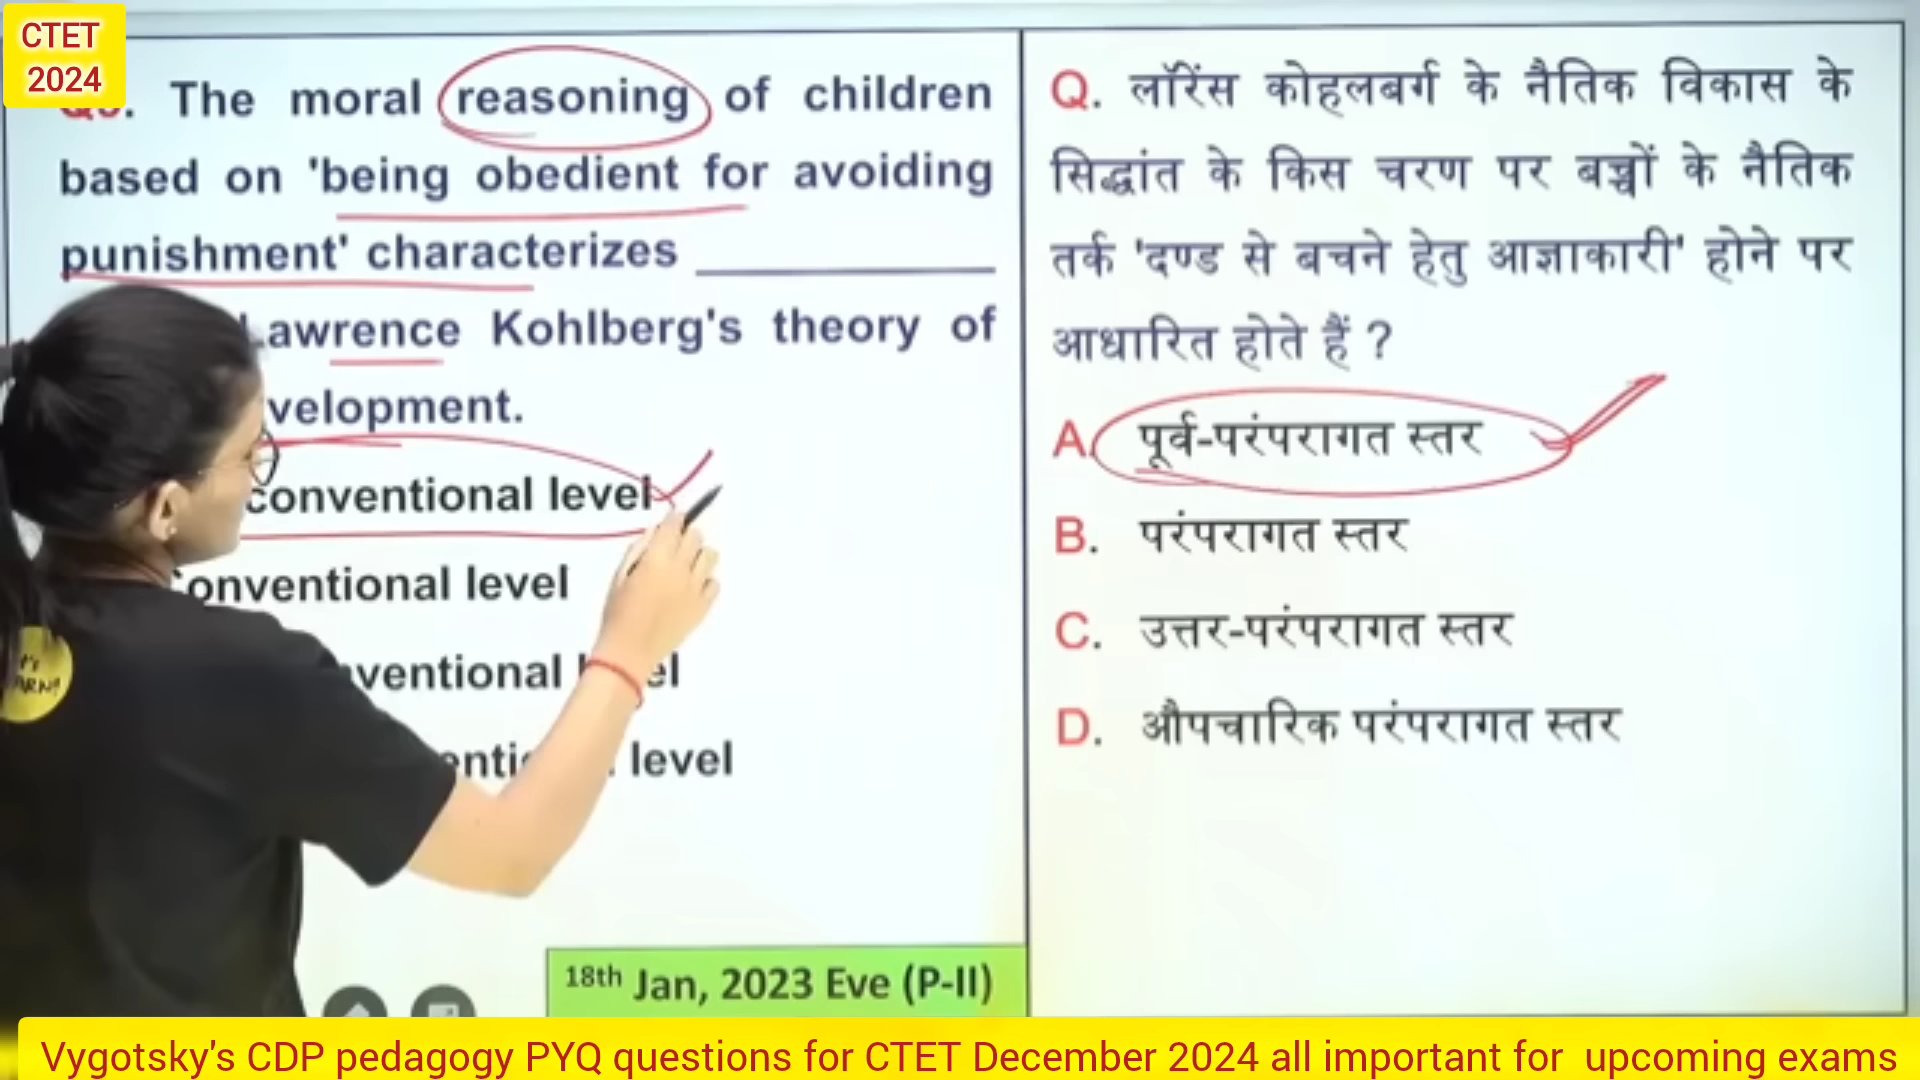 CTET
2024
The moral reasoning of children
based on 'being obedient for avoiding
punishment' characterizes ___________
Lawrence Kohlberg's theory of
velopment.
conventional level
onventional level
ventional
level
18th Jan, 2023 Eve (P-II)
Q. लॉरेंस कोहलबर्ग के नैतिक विकास के
सिद्धांत के किस चरण पर बच्चों के नैतिक
तर्क 'दण्ड से बचने हेतु आज्ञाकारी' होने पर
आधारित होते हैं ?
A. पूर्व-परंपरागत स्तर
B. परंपरागत स्तर
C. उत्तर-परंपरागत स्तर
D. औपचारिक परंपरागत स्तर
Vygotsky's CDP pedagogy PYQ questions for CTET December 2024 all important for upcoming exams